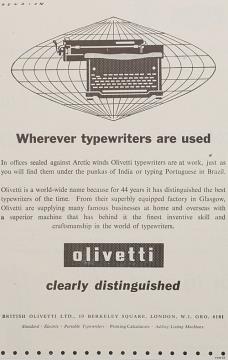 Wherever typewriters are used
In offices sealed against Arctic winds Olivetti typewriters are at work, just as
you will find them under the punkas of India or typing Portuguese in Brazil.
Olivetti is a world-wide name because for 44 years it has distinguished the best
typewriters of the time. From their superbly equipped factory in Glasgow,
Olivetti are supplying many famous businesses at home and overseas with
a superior machine that has behind it the finest inventive skill and
craftsmanship in the world of typewriters.
olivetti
clearly distinguished
BRITISH OLIVETTI LTD., 10 BERKELEY SQUARE, LONDON, W.1. GRO. 6161
Standard · Electric · Portable Typewriters · Printing Calculators · Adding Listing Machines